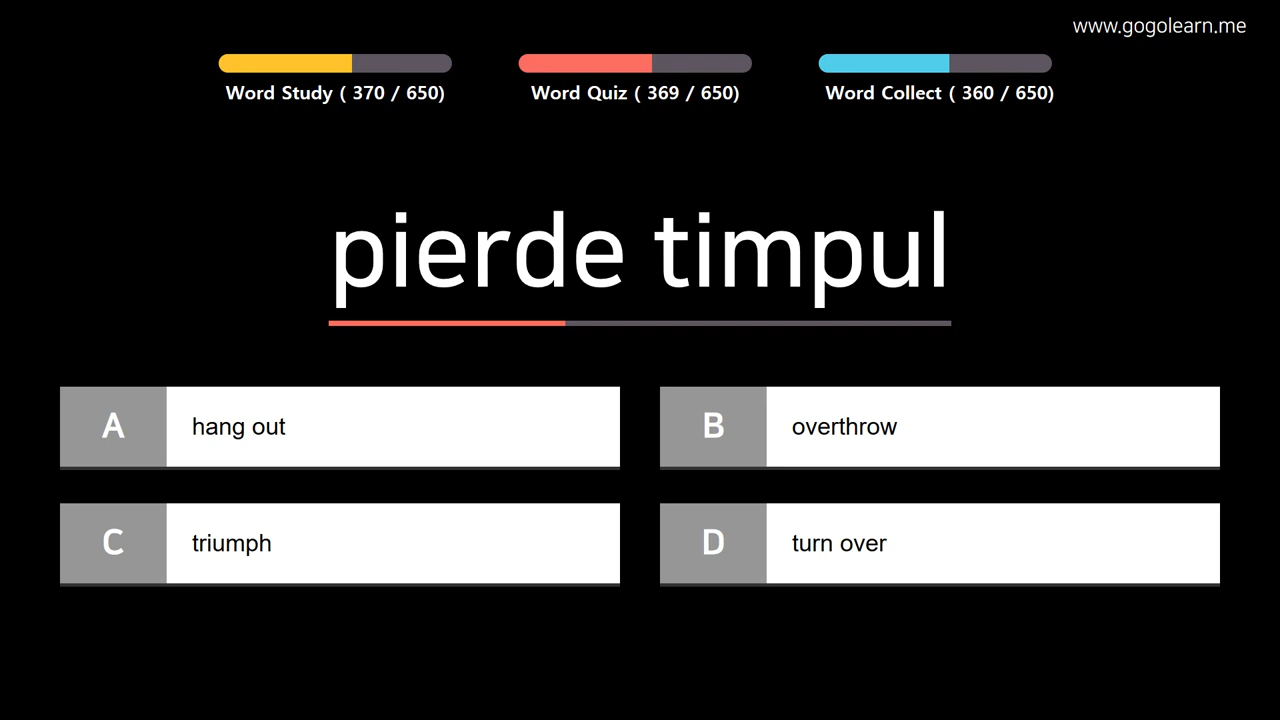 www.gogolearn.me
Word Study ( 370 / 650)
Word Quiz ( 369 / 650)
Word Collect ( 360 / 650)
pierde timpul
A hang out
B overthrow
C triumph
D turn over